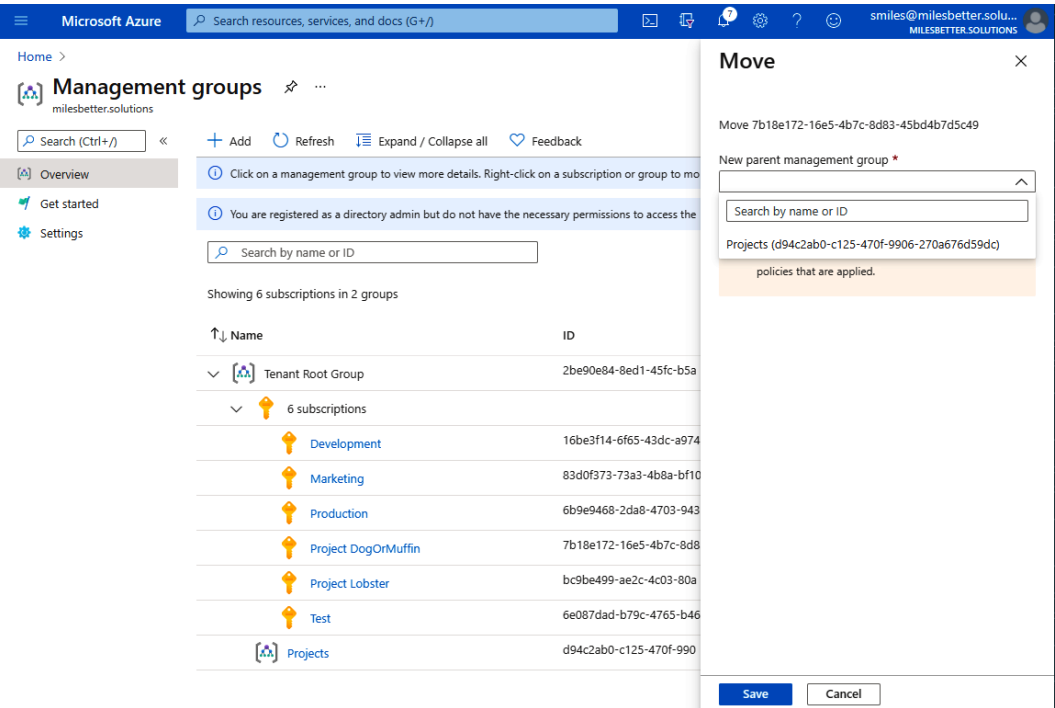 Microsoft Azure
Search resources, services, and docs (G+/)
7
smiles@milesbetter.solu...
MILESBETTER.SOLUTIONS
Home >
Management groups
milesbetter.solutions
Search (Ctrl+/)
Overview
Get started
Settings
+ Add
Refresh
Expand / Collapse all
Feedback
Click on a management group to view more details. Right-click on a subscription or group to mo
You are registered as a directory admin but do not have the necessary permissions to access the
Search by name or ID
Showing 6 subscriptions in 2 groups
Name ID
Tenant Root Group 2be90e84-8ed1-45fc-b5a
6 subscriptions
Development 16be3f14-6f65-43dc-a974
Marketing 83d0f373-73a3-4b8a-bf10
Production 6b9e9468-2da8-4703-943
Project DogOrMuffin 7b18e172-16e5-4b7c-8d8
Project Lobster bc9be499-ae2c-4c03-80a
Test 6e087dad-b79c-4765-b46
Projects d94c2ab0-c125-470f-990
Move
Move 7b18e172-16e5-4b7c-8d83-45bd4b7d5c49
New parent management group *
Search by name or ID
Projects (d94c2ab0-c125-470f-9906-270a676d59dc)
policies that are applied.
Save
Cancel